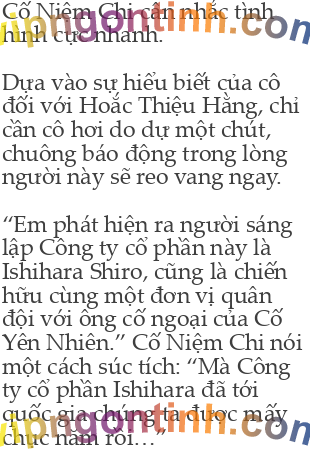 Cố Niệm Chi cân nhắc tình
hình cực nhanh.
Dựa vào sự hiểu biết của cô
đối với Hoắc Thiệu Hằng, chỉ
cần cô hơi do dự một chút,
chuông báo động trong lòng
người này sẽ reo vang ngay.
“Em phát hiện ra người sáng
lập Công ty cổ phần này là
Ishihara Shiro, cũng là chiến
hữu cùng một đơn vị quân
đội với ông cố ngoại của Cố
Yên Nhiên.” Cố Niệm Chi nói
một cách súc tích: “Mà Công
ty cổ phần Ishihara đã tới
quốc gia chúng ta được mấy
chục năm rồi…”
vipngontinh.com
vipngontinh.com